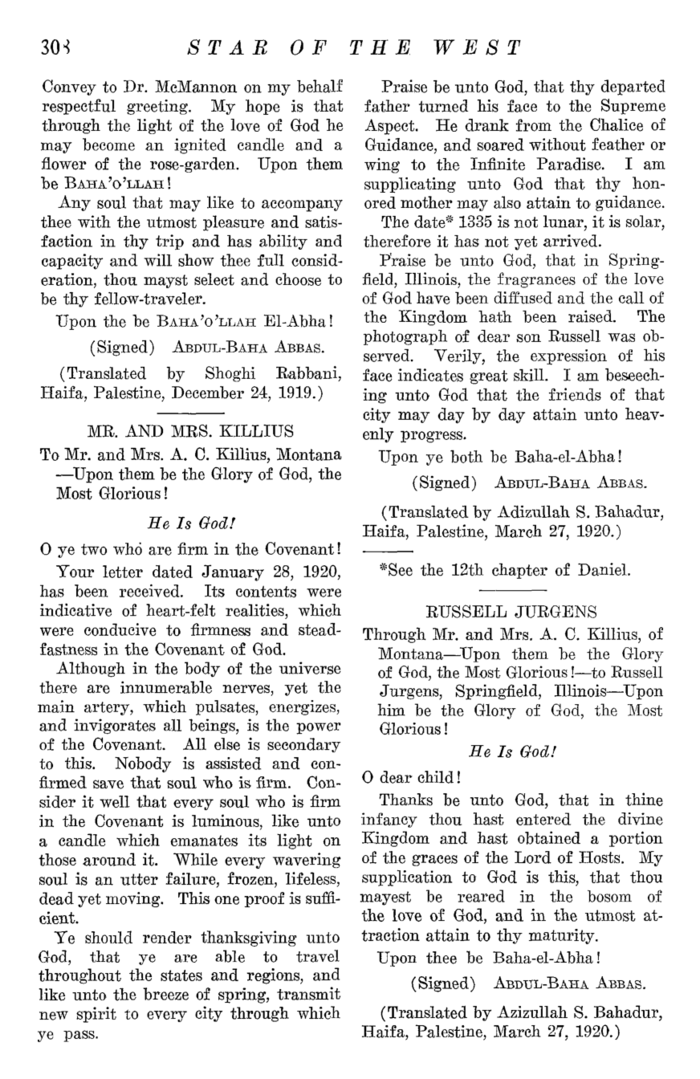 308 STAR OF THE WEST
Convey to Dr. McMannon on my behalf
respectful greeting. My hope is that
through the light of the love of God he
may become an ignited candle and a
flower of the rose-garden. Upon them
be BAHA'O'LLAH!
Any soul that may like to accompany
thee with the utmost pleasure and satis-
faction in thy trip and has ability and
capacity and will show thee full consid-
eration, thou mayst select and choose to
be thy fellow-traveler.
Upon the be BAHA'O'LLAH El-Abha!
(Signed) ABDUL-BAHA ABBAS.
(Translated by Shoghi Rabbani,
Haifa, Palestine, December 24, 1919.)
MR. AND MRS. KILLIUS
To Mr. and Mrs. A. C. Killius, Montana
—Upon them be the Glory of God, the
Most Glorious!
He Is God!
O ye two who are firm in the Covenant!
Your letter dated January 28, 1920,
has been received. Its contents were
indicative of heart-felt realities, which
were conducive to firmness and stead-
fastness in the Covenant of God.
Although in the body of the universe
there are innumerable nerves, yet the
main artery, which pulsates, energizes,
and invigorates all beings, is the power
of the Covenant. All else is secondary
to this. Nobody is assisted and con-
firmed save that soul who is firm. Con-
sider it well that every soul who is firm
in the Covenant is luminous, like unto
a candle which emanates its light on
those around it. While every wavering
soul is an utter failure, frozen, lifeless,
dead yet moving. This one proof is suffi-
cient.
Ye should render thanksgiving unto
God, that ye are able to travel
throughout the states and regions, and
like unto the breeze of spring, transmit
new spirit to every city through which
ye pass.
Praise be unto God, that thy departed
father turned his face to the Supreme
Aspect. He drank from the Chalice of
Guidance, and soared without feather or
wing to the Infinite Paradise. I am
supplicating unto God that thy hon-
ored mother may also attain to guidance.
The date* 1335 is not lunar, it is solar,
therefore it has not yet arrived.
Praise be unto God, that in Spring-
field, Illinois, the fragrances of the love
of God have been diffused and the call of
the Kingdom hath been raised. The
photograph of dear son Russell was ob-
served. Verily, the expression of his
face indicates great skill. I am beseech-
ing unto God that the friends of that
city may day by day attain unto heav-
enly progress.
Upon ye both be Baha-el-Abha!
(Signed) ABDUL-BAHA ABBAS.
(Translated by Adizullah S. Bahadur,
Haifa, Palestine, March 27, 1920.)
*See the 12th chapter of Daniel.
RUSSELL JURGENS
Through Mr. and Mrs. A. C. Killius, of
Montana—Upon them be the Glory
of God, the Most Glorious!—to Russell
Jurgens, Springfield, Illinois—Upon
him be the Glory of God, the Most
Glorious!
He Is God!
O dear child!
Thanks be unto God, that in thine
infancy thou hast entered the divine
Kingdom and hast obtained a portion
of the graces of the Lord of Hosts. My
supplication to God is this, that thou
mayest be reared in the bosom of
the love of God, and in the utmost at-
traction attain to thy maturity.
Upon thee be Baha-el-Abha!
(Signed) ABDUL-BAHA ABBAS.
(Translated by Azizullah S. Bahadur,
Haifa, Palestine, March 27, 1920.)